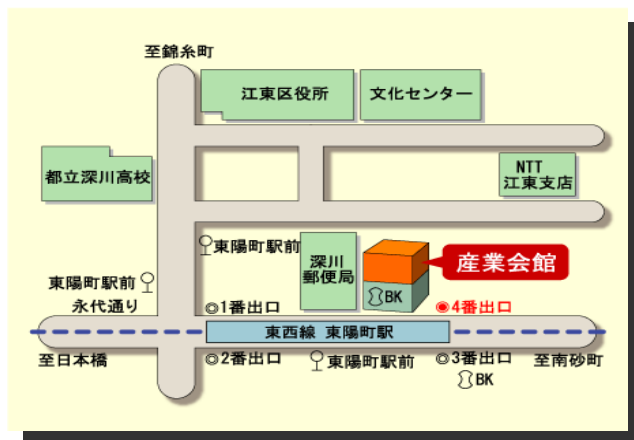 至錦糸町
江東区役所
文化センター
都立深川高校
NTT
江東支店
東陽町駅前
深川
郵便局
産業会館
BK
東陽町駅前
永代通り
◎1番出口
◉4番出口
東西線 東陽町駅
至日本橋
◎2番出口
東陽町駅前
◎3番出口
至南砂町
BK